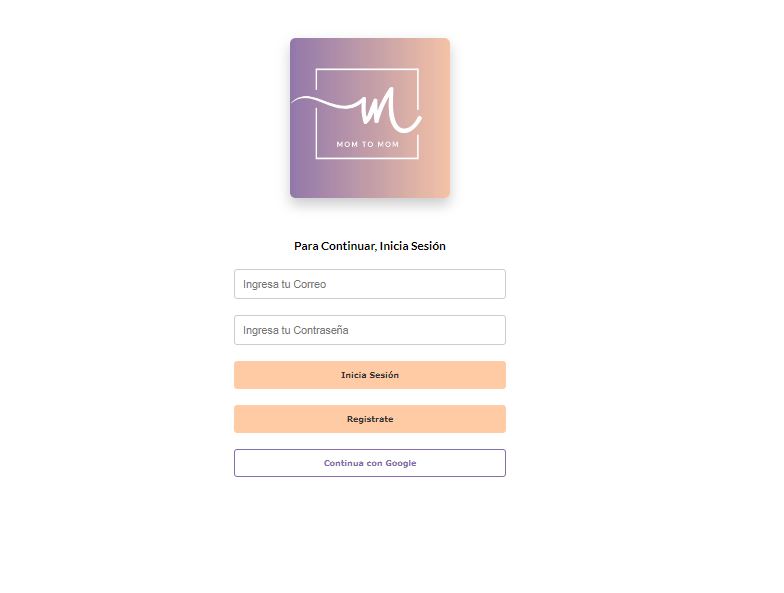 m
MOM TO MOM
Para Continuar, Inicia Sesión
Ingresa tu Correo
Ingresa tu Contraseña
Inicia Sesión
Registrate
Continua con Google